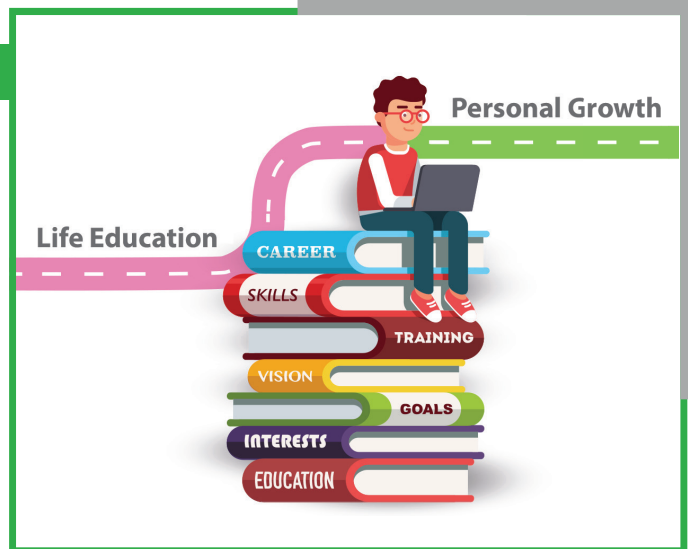 Personal Growth
Life Education
CAREER
SKILLS
TRAINING
VISION
GOALS
INTERESTS
EDUCATION